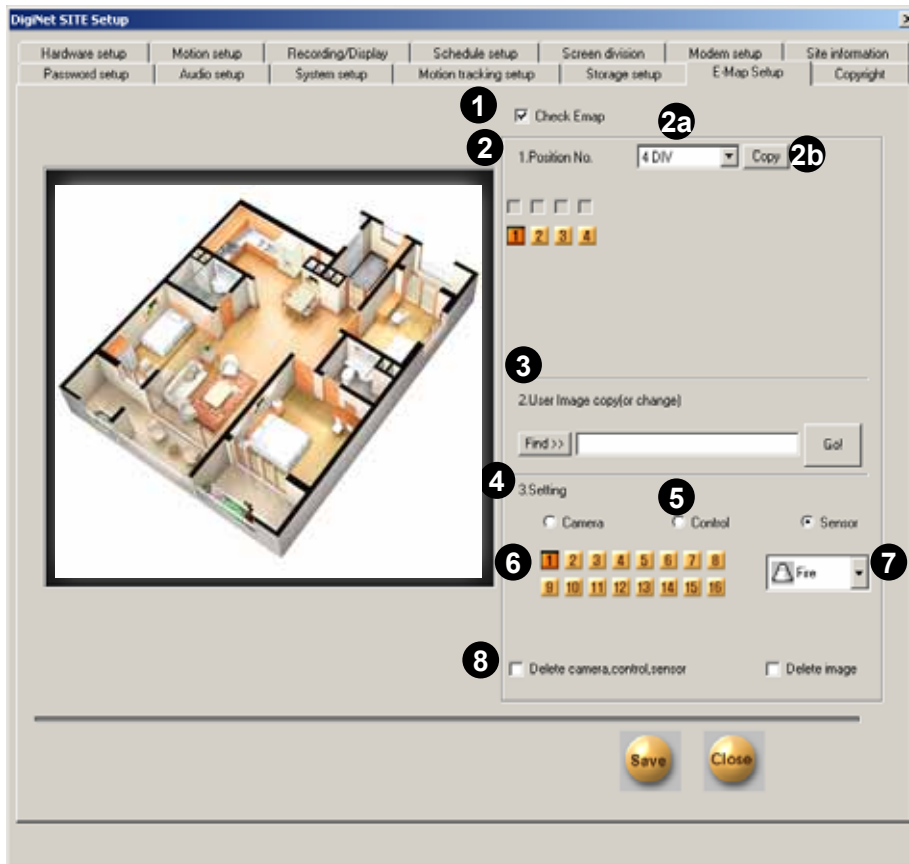 DigiNet SITE Setup
Hardware setup Motion setup Recording/Display Schedule setup Screen division Modem setup Site information
Password setup Audio setup System setup Motion tracking setup Storage setup E-Map Setup Copyright
1 Check Emap
2a
2 1.Position No. 4 DIV Copy 2b
1 2 3 4
3
2.User Image copy(or change)
Find >> Go!
4 3.Setting
5
Camera Control Sensor
6 1 2 3 4 5 6 7 8
Fire 7
9 10 11 12 13 14 15 16
8 Delete camera,control,sensor Delete image
Save Close